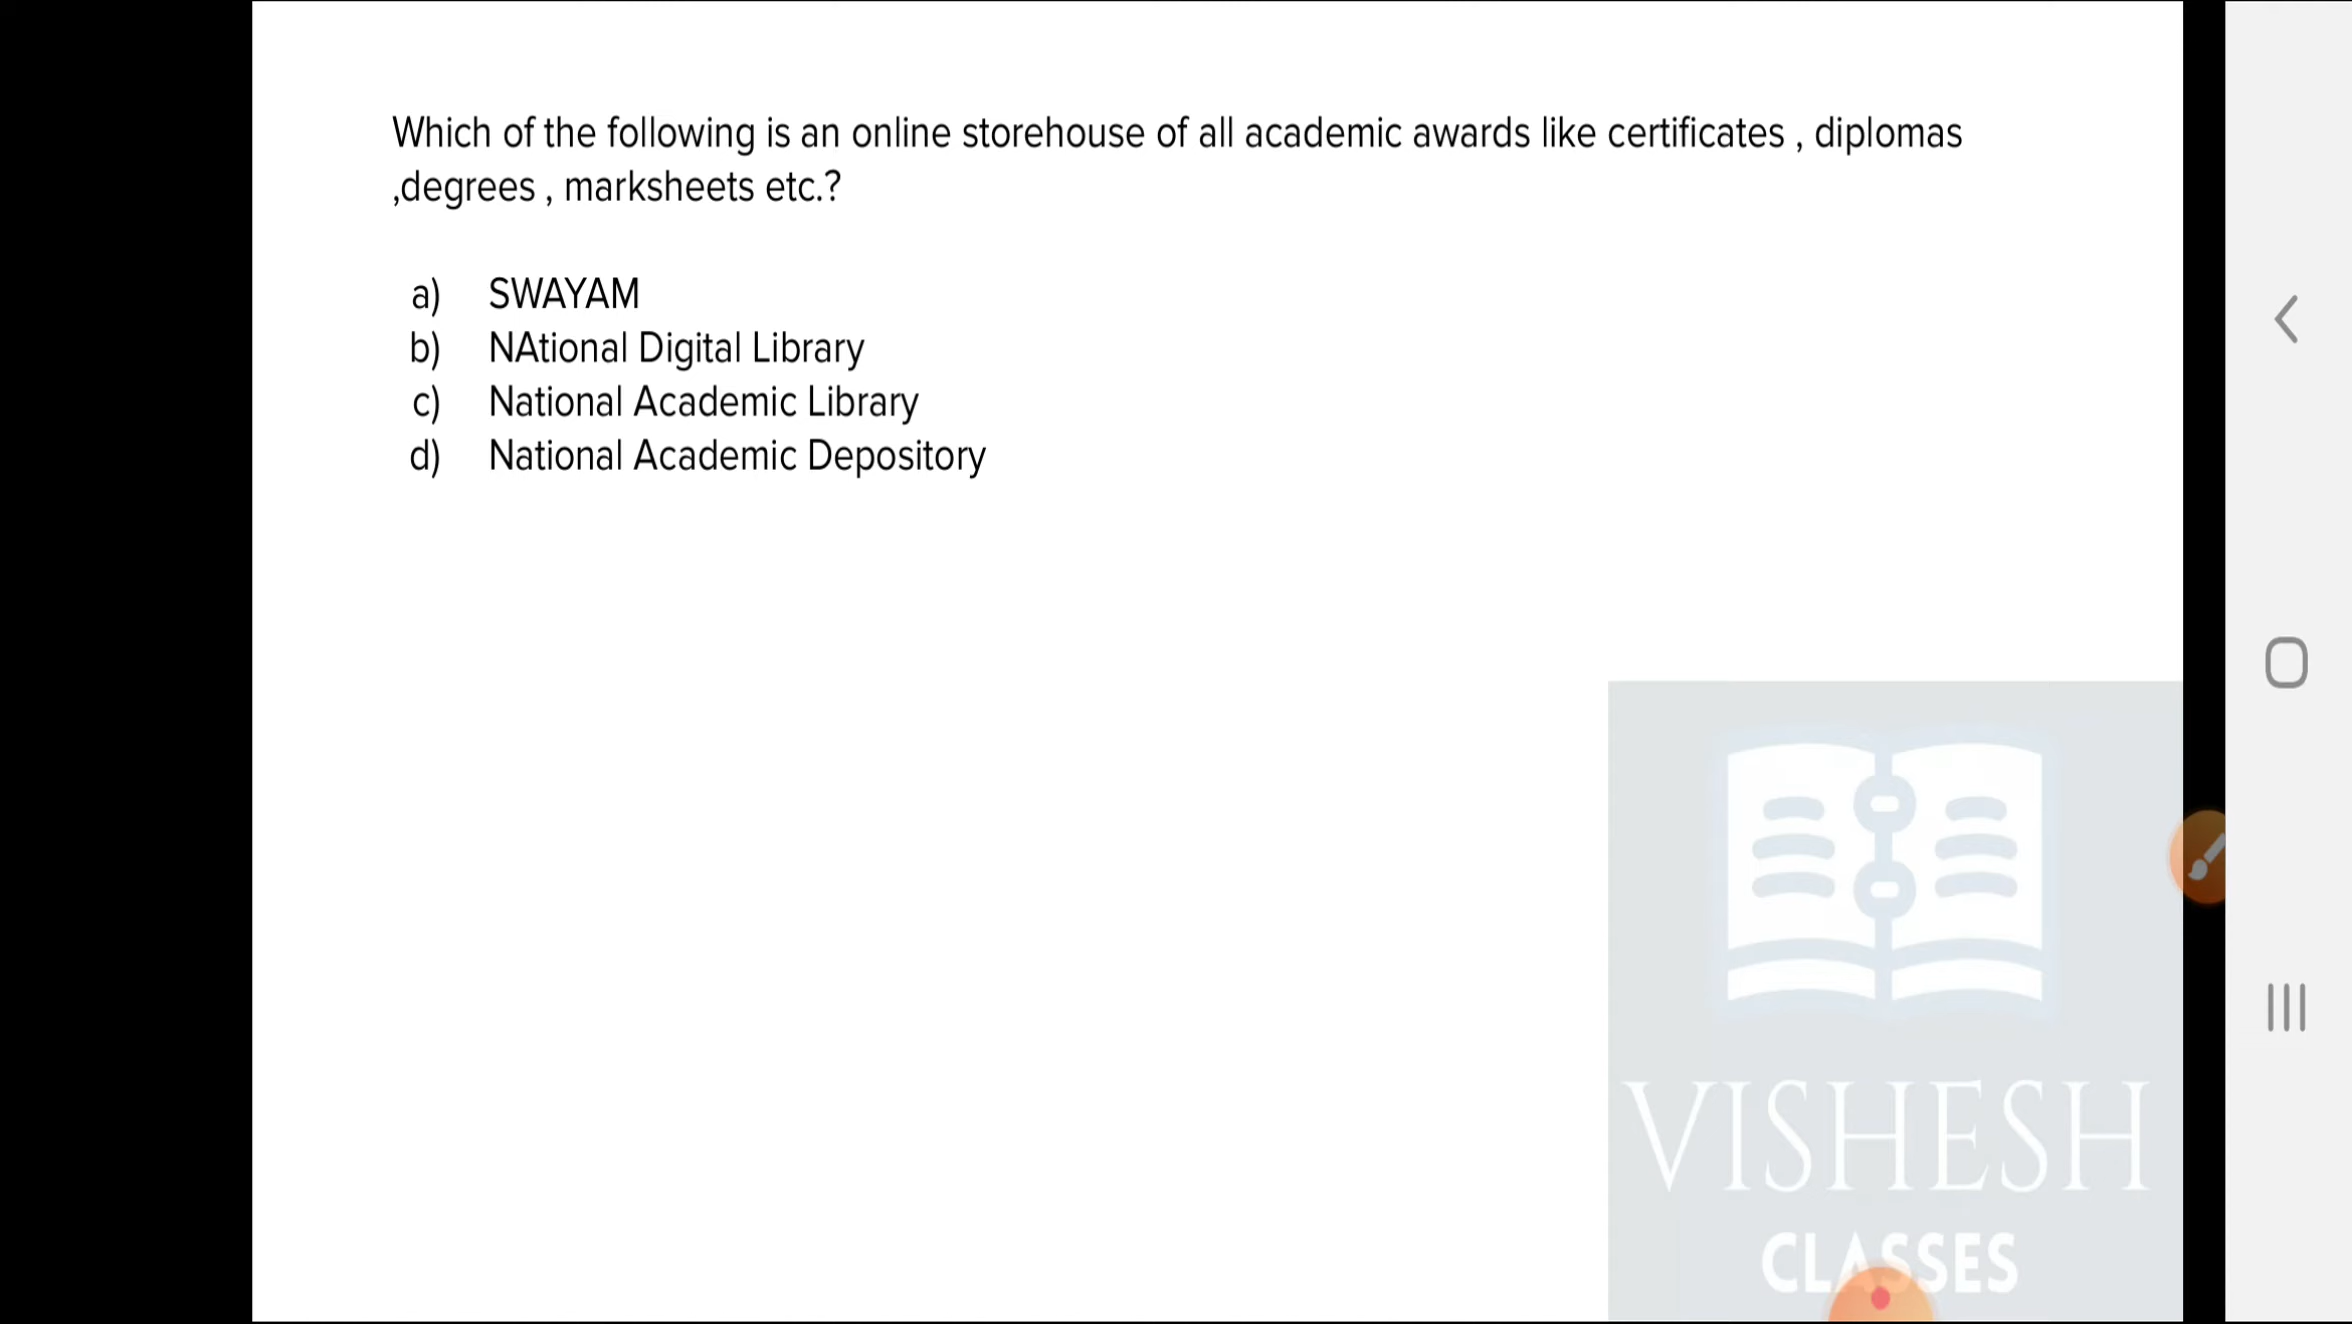 Which of the following is an online storehouse of all academic awards like certificates , diplomas
,degrees , marksheets etc.?
a) SWAYAM
b) NAtional Digital Library
c) National Academic Library
d) National Academic Depository
VISHESH
CLASSES